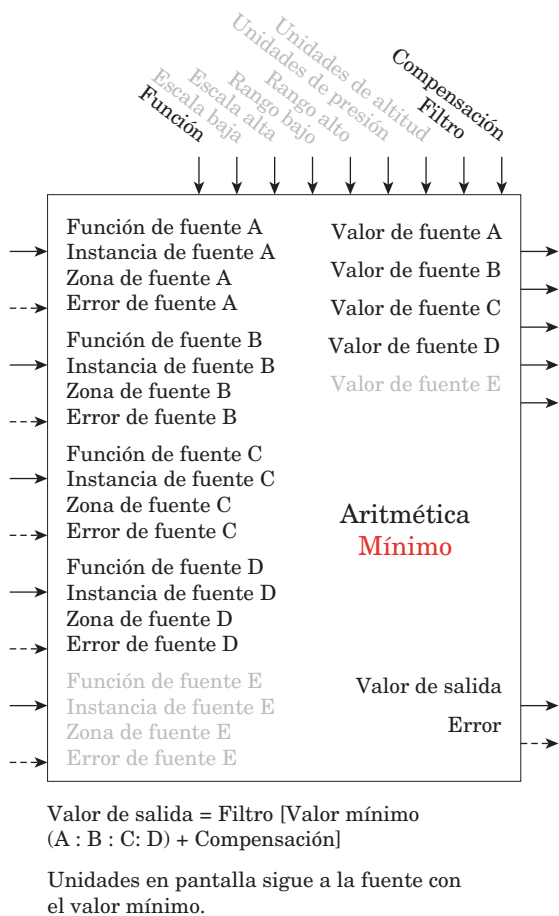 Función
Escala baja
Escala alta
Rango bajo
Rango alto
Unidades de presión
Unidades de altitud
Filtro
Compensación
Función de fuente A
Instancia de fuente A
Zona de fuente A
Error de fuente A
Función de fuente B
Instancia de fuente B
Zona de fuente B
Error de fuente B
Función de fuente C
Instancia de fuente C
Zona de fuente C
Error de fuente C
Función de fuente D
Instancia de fuente D
Zona de fuente D
Error de fuente D
Función de fuente E
Instancia de fuente E
Zona de fuente E
Error de fuente E
Valor de fuente A
Valor de fuente B
Valor de fuente C
Valor de fuente D
Valor de fuente E
Aritmética
Mínimo
Valor de salida
Error
Valor de salida = Filtro [Valor mínimo
(A : B : C: D) + Compensación]
Unidades en pantalla sigue a la fuente con
el valor mínimo.